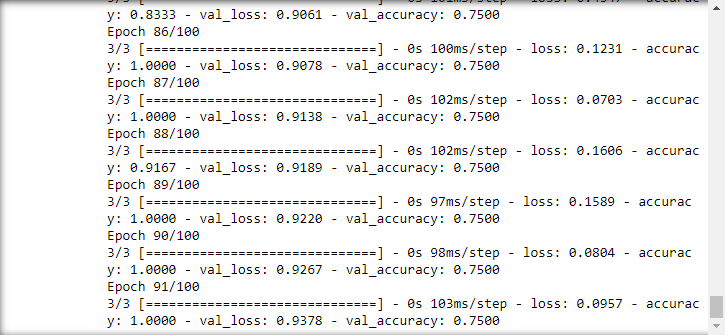 y: 0.8333 - val_loss: 0.9061 - val_accuracy: 0.7500
Epoch 86/100
3/3 [==============================] - 0s 100ms/step - loss: 0.1231 - accurac
y: 1.0000 - val_loss: 0.9078 - val_accuracy: 0.7500
Epoch 87/100
3/3 [==============================] - 0s 102ms/step - loss: 0.0703 - accurac
y: 1.0000 - val_loss: 0.9138 - val_accuracy: 0.7500
Epoch 88/100
3/3 [==============================] - 0s 102ms/step - loss: 0.1606 - accurac
y: 0.9167 - val_loss: 0.9189 - val_accuracy: 0.7500
Epoch 89/100
3/3 [==============================] - 0s 97ms/step - loss: 0.1589 - accurac
y: 1.0000 - val_loss: 0.9220 - val_accuracy: 0.7500
Epoch 90/100
3/3 [==============================] - 0s 98ms/step - loss: 0.0804 - accurac
y: 1.0000 - val_loss: 0.9267 - val_accuracy: 0.7500
Epoch 91/100
3/3 [==============================] - 0s 103ms/step - loss: 0.0957 - accurac
y: 1.0000 - val_loss: 0.9378 - val_accuracy: 0.7500